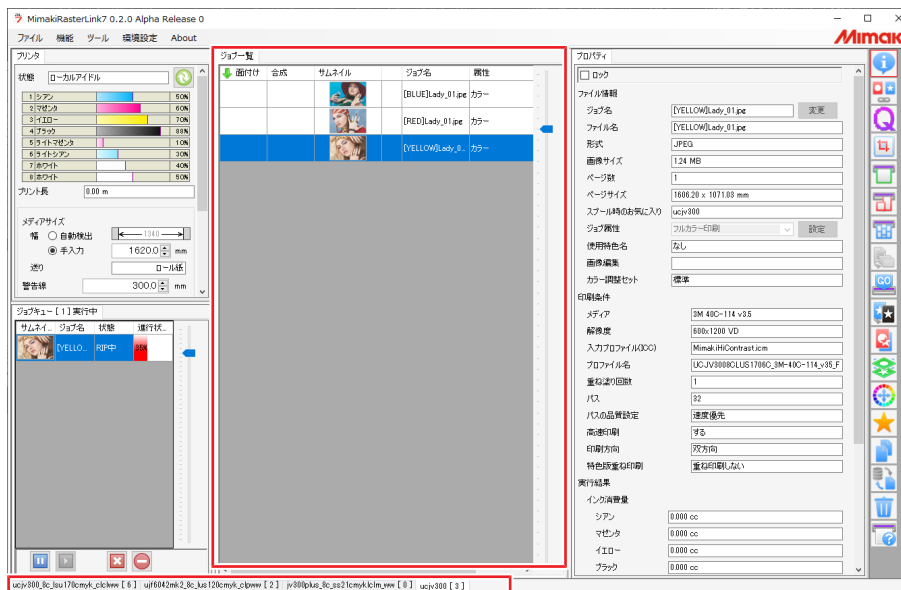 MimakiRasterLink7 0.2.0 Alpha Release 0
ファイル 機能 ツール 環境設定 About
Mimaki
プリンタ
状態 ローカルアイドル
1 シアン 50%
2 マゼンタ 60%
3 イエロー 70%
4 ブラック 88%
5 ライトマゼンタ 10%
6 ライトシアン 30%
7 ホワイト 40%
8 ホワイト 50%
プリント長 0.00 m
メディアサイズ
幅 自動検出 1340
手入力 1620.0 mm
送り ロール紙
警告線 300.0 mm
ジョブキュー [ 1 ] 実行中
サムネイ... ジョブ名 状態 進行状...
[YELLO... RIP中 35%
ジョブ一覧
面付け 合成 サムネイル ジョブ名 属性
[BLUE]Lady_01.jpg カラー
[RED]Lady_01.jpg カラー
[YELLOW]Lady_0... カラー
プロパティ
ロック
ファイル情報
ジョブ名 [YELLOW]Lady_01.jpg 変更
ファイル名 [YELLOW]Lady_01.jpg
形式 JPEG
画像サイズ 1.24 MB
ページ数 1
ページサイズ 1606.20 × 1071.03 mm
スプール時のお気に入り ucjv300
ジョブ属性 フルカラー印刷 設定
使用特色名 なし
画像編集
カラー調整セット 標準
印刷条件
メディア 3M 40C-114 v3.5
解像度 600x1200 VD
入力プロファイル(ICC) MimakiHiContrast.icm
プロファイル名 UCJV3008CLUS1706C_3M-40C-114_v35_F
重ね塗り回数 1
パス 32
パスの品質設定 速度優先
高速印刷 する
印刷方向 双方向
特色版重ね印刷 重ね印刷しない
実行結果
インク消費量
シアン 0.000 cc
マゼンタ 0.000 cc
イエロー 0.000 cc
ブラック 0.000 cc
GO
ucjv300_8c_lsu170cmyk_clclww [ 6 ] ujf6042mk2_8c_lus120cmyk_clpww [ 2 ] jv300plus_8c_ss21cmyklclm_ww [ 0 ] ucjv300 [ 3 ]